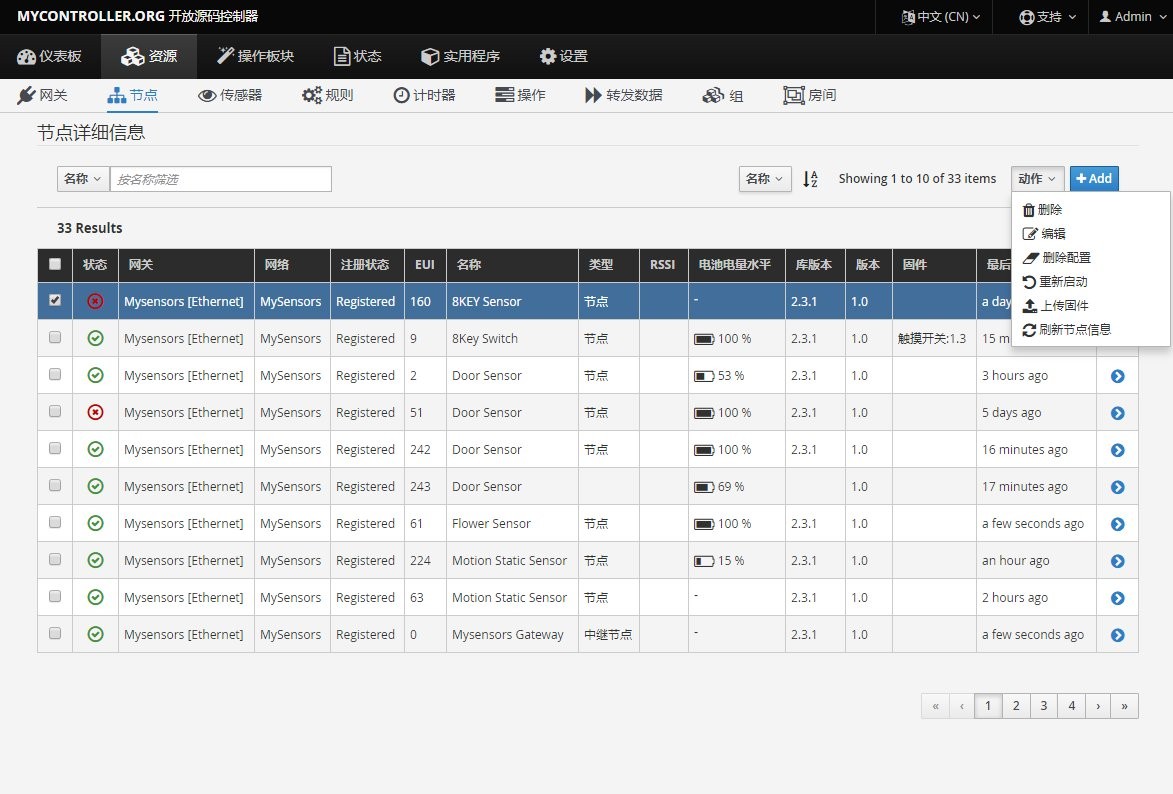 MYCONTROLLER.ORG 开放源码控制器 中文 (CN) 支持 Admin
仪表板 资源 操作板块 状态 实用程序 设置
网关 节点 传感器 规则 计时器 操作 转发数据 组 房间
节点详细信息
名称 按名称筛选 名称 Showing 1 to 10 of 33 items 动作 Add
33 Results
删除
编辑
删除配置
重新启动
上传固件
刷新节点信息
状态 网关 网络 注册状态 EUI 名称 类型 RSSI 电池电量水平 库版本 版本 固件 最后
Mysensors [Ethernet] MySensors Registered 160 8KEY Sensor 节点 - 2.3.1 1.0 a day
Mysensors [Ethernet] MySensors Registered 9 8Key Switch 节点 100 % 2.3.1 1.0 触摸开关:1.3 15 m
Mysensors [Ethernet] MySensors Registered 2 Door Sensor 节点 53 % 2.3.1 1.0 3 hours ago
Mysensors [Ethernet] MySensors Registered 51 Door Sensor 节点 100 % 2.3.1 1.0 5 days ago
Mysensors [Ethernet] MySensors Registered 242 Door Sensor 节点 100 % 2.3.1 1.0 16 minutes ago
Mysensors [Ethernet] MySensors Registered 243 Door Sensor 69 % 1.0 17 minutes ago
Mysensors [Ethernet] MySensors Registered 61 Flower Sensor 节点 100 % 2.3.1 1.0 a few seconds ago
Mysensors [Ethernet] MySensors Registered 224 Motion Static Sensor 节点 15 % 2.3.1 1.0 an hour ago
Mysensors [Ethernet] MySensors Registered 63 Motion Static Sensor 节点 - 2.3.1 1.0 2 hours ago
Mysensors [Ethernet] MySensors Registered 0 Mysensors Gateway 中继节点 - 2.3.1 1.0 a few seconds ago
« ‹ 1 2 3 4 › »